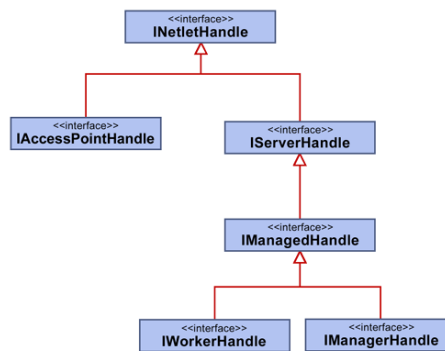 <<interface>>
INetletHandle
<<interface>>
IAccessPointHandle
<<interface>>
IServerHandle
<<interface>>
IManagedHandle
<<interface>>
IWorkerHandle
<<interface>>
IManagerHandle